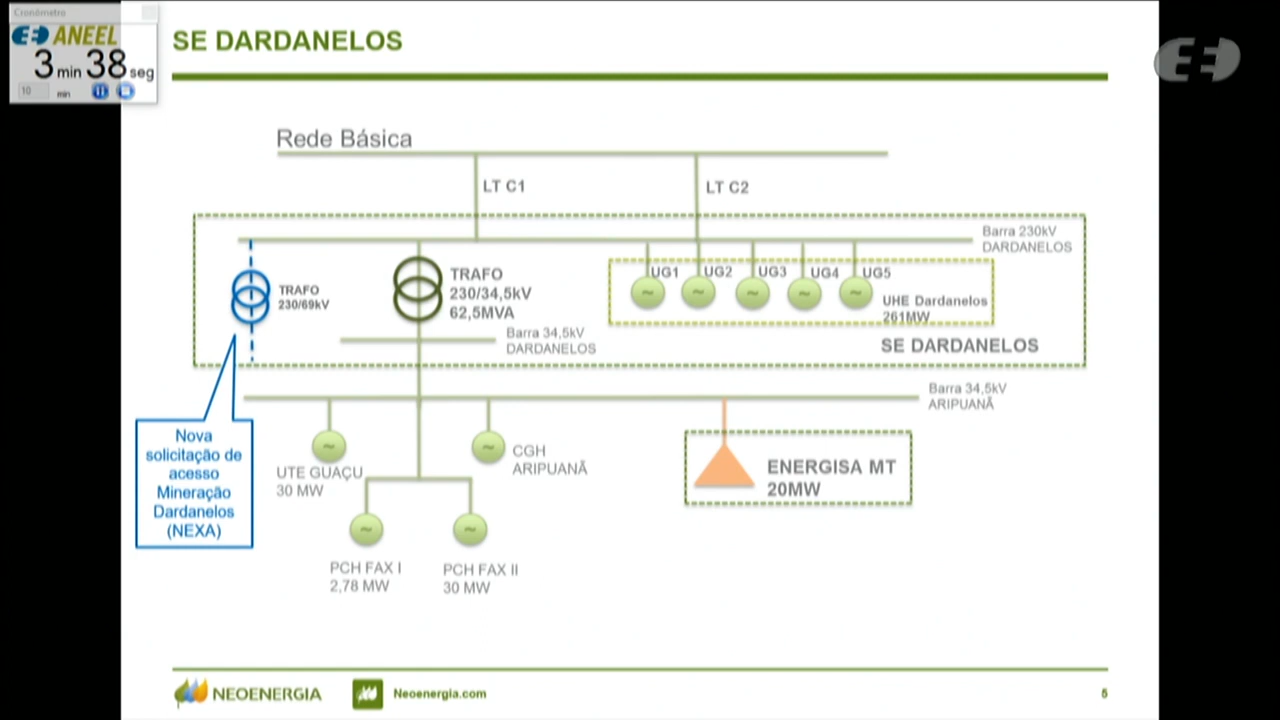 Cronômetro
ANEEL
3 min 38 seg
10 min
SE DARDANELOS
Rede Básica
LT C1
LT C2
Barra 230kV
DARDANELOS
TRAFO
230/69kV
TRAFO
230/34,5kV
62,5MVA
UG1
UG2
UG3
UG4
UG5
UHE Dardanelos
261MW
Barra 34,5kV
DARDANELOS
SE DARDANELOS
Barra 34,5kV
ARIPUANÃ
Nova
solicitação de
acesso
Mineração
Dardanelos
(NEXA)
UTE GUAÇU
30 MW
CGH
ARIPUANÃ
ENERGISA MT
20MW
PCH FAX I
2,78 MW
PCH FAX II
30 MW
NEOENERGIA
Neoenergia.com
5